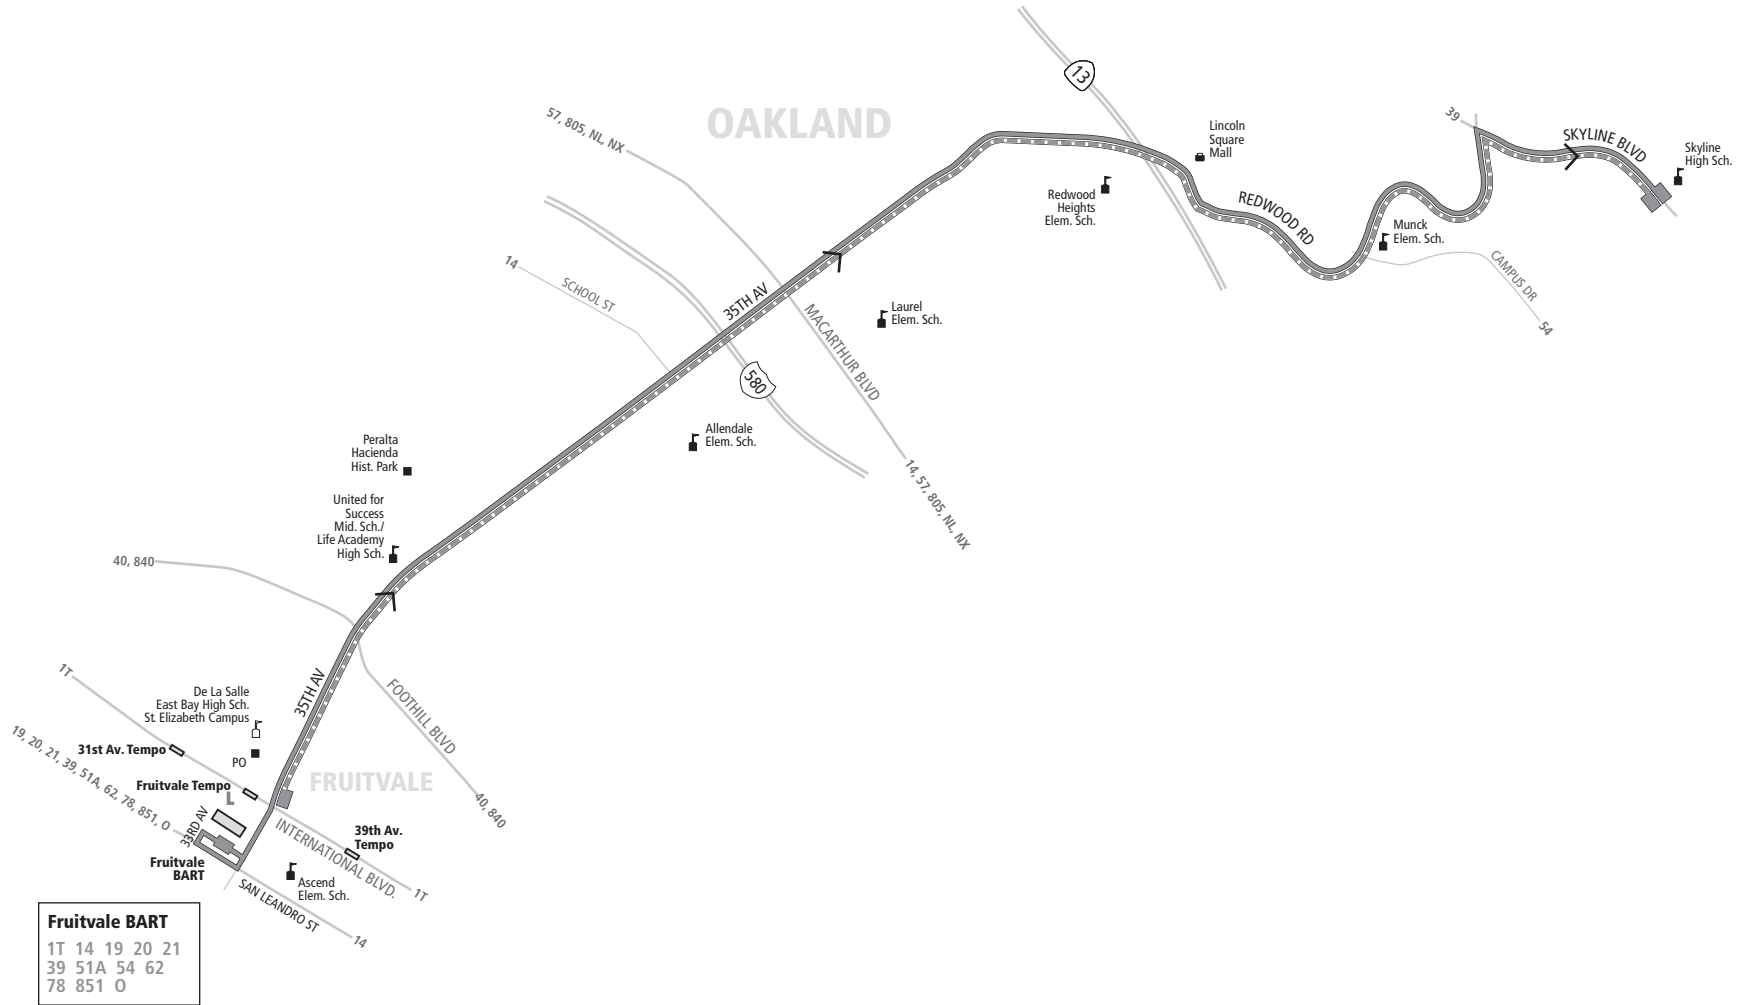 13
OAKLAND
57, 805, NL, NX
39
SKYLINE BLVD
Lincoln
Square
Mall
Skyline
High Sch.
Redwood
Heights
Elem. Sch.
REDWOOD RD
Munck
Elem. Sch.
CAMPUS DR
54
14
SCHOOL ST
35TH AV
MACARTHUR BLVD
Laurel
Elem. Sch.
580
Allendale
Elem. Sch.
14, 57, 805, NL, NX
Peralta
Hacienda
Hist. Park
United for
Success
Mid. Sch./
Life Academy
High Sch.
40, 840
1T
De La Salle
East Bay High Sch.
St. Elizabeth Campus
35TH AV
FOOTHILL BLVD
40, 840
19, 20, 21, 39, 51A, 62, 78, 851, O
31st Av. Tempo
PO
Fruitvale Tempo
L
FRUITVALE
33RD AV
INTERNATIONAL BLVD.
39th Av.
Tempo
1T
Fruitvale
BART
Ascend
Elem. Sch.
SAN LEANDRO ST
14
Fruitvale BART
1T 14 19 20 21
39 51A 54 62
78 851 O